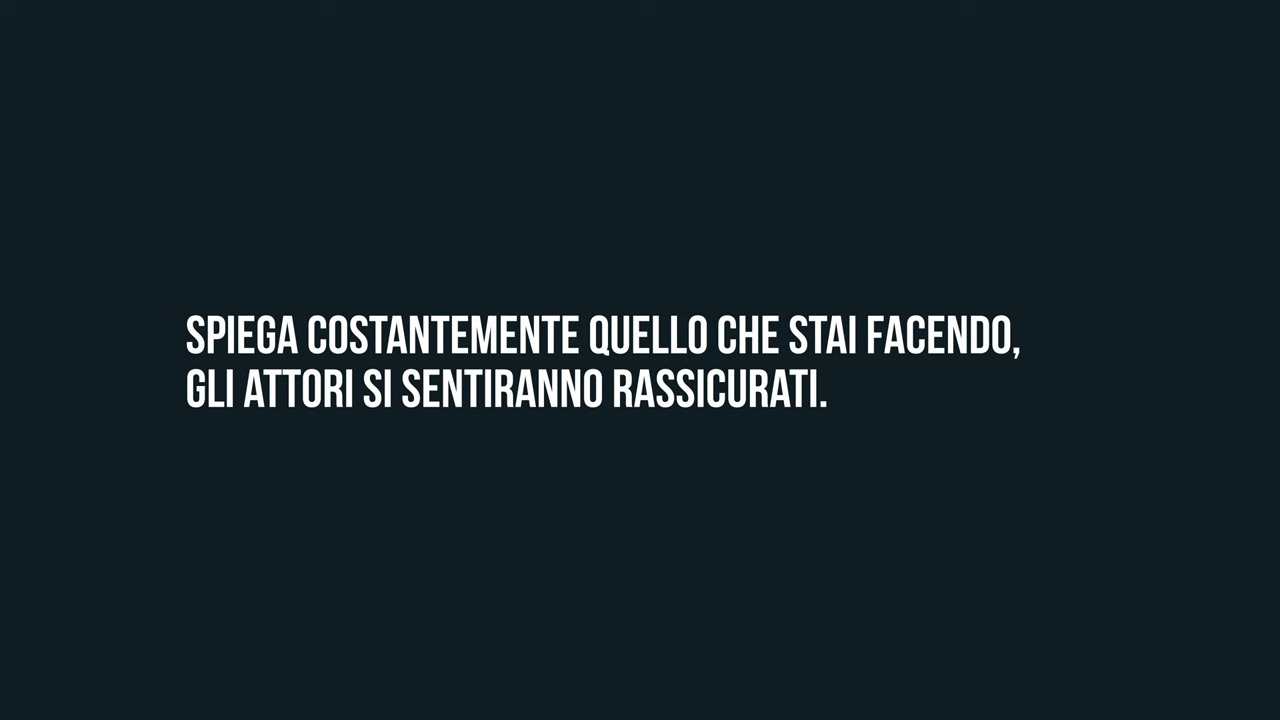 SPIEGA COSTANTEMENTE QUELLO CHE STAI FACENDO,
GLI ATTORI SI SENTIRANNO RASSICURATI.